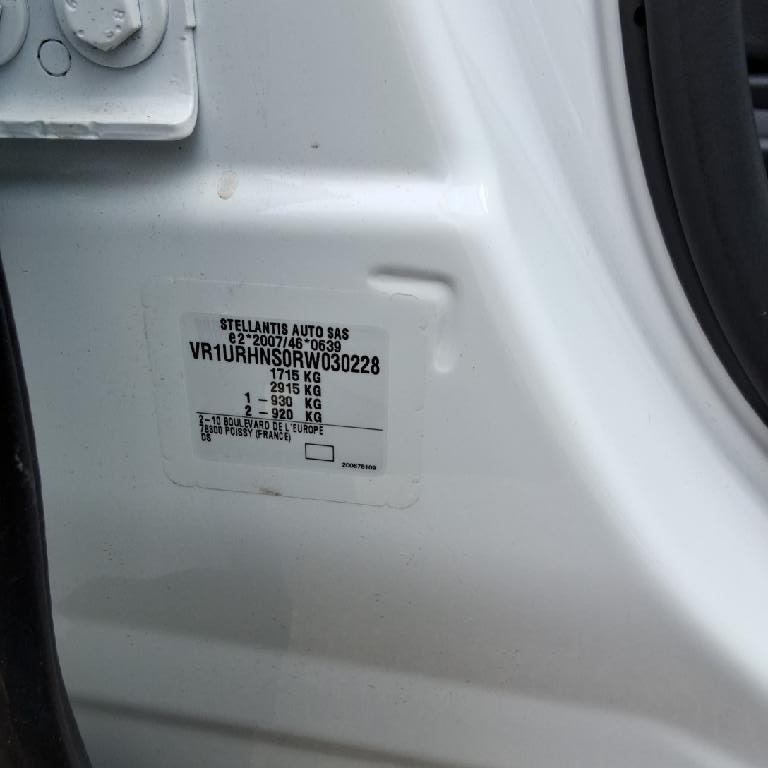 STELLANTIS AUTO SAS
e2*2007/46*0639
VR1URHNS0RW030228
1715 KG
2915 KG
1 - 930 KG
2 - 920 KG
2-10 BOULEVARD DE L'EUROPE
78300 POISSY (FRANCE)
DS